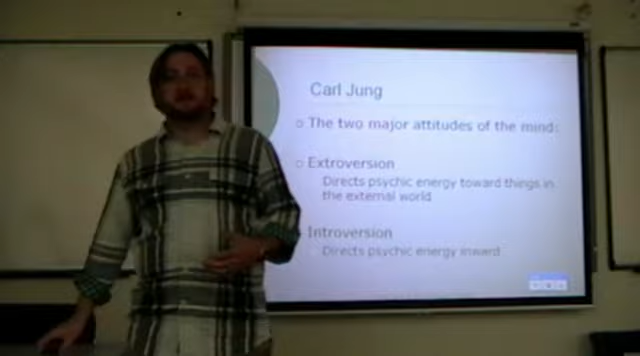 Carl Jung
The two major attitudes of the mind:
Extroversion
Directs psychic energy toward things in
the external world
Introversion
Directs psychic energy inward